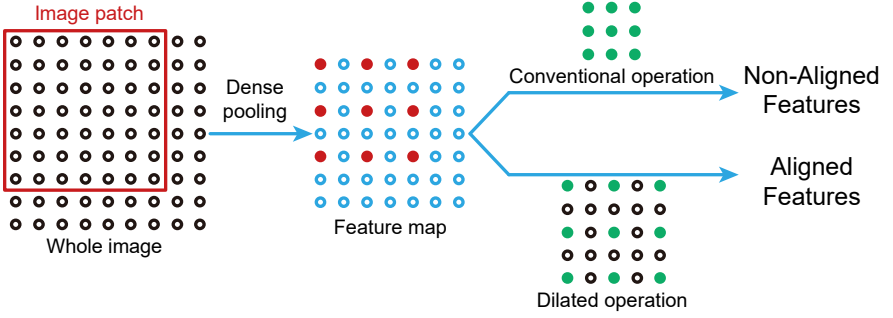 Image patch
Whole image
Dense
pooling
Feature map
Conventional operation
Non-Aligned
Features
Aligned
Features
Dilated operation